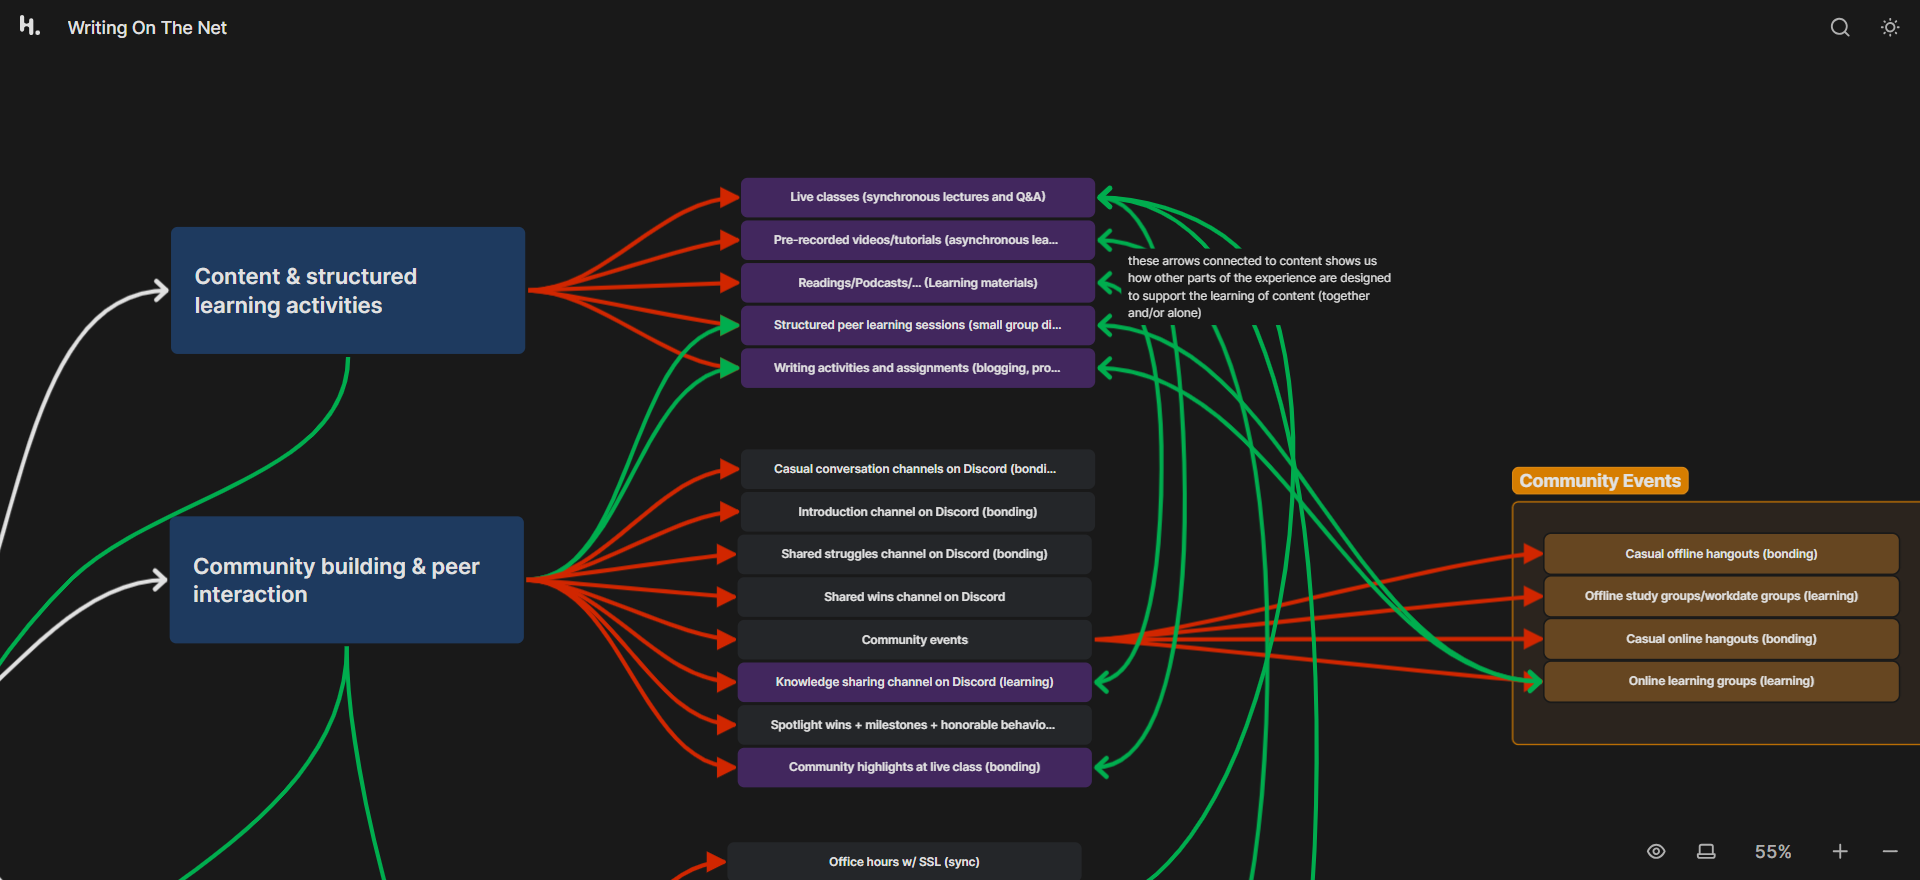 h.
Writing On The Net
Live classes (synchronous lectures and Q&A)
Pre-recorded videos/tutorials (asynchronous lea...
Readings/Podcasts/... (Learning materials)
Structured peer learning sessions (small group di...
Writing activities and assignments (blogging, pro...
these arrows connected to content shows us
how other parts of the experience are designed
to support the learning of content (together
and/or alone)
Content & structured
learning activities
Casual conversation channels on Discord (bondi...
Introduction channel on Discord (bonding)
Shared struggles channel on Discord (bonding)
Shared wins channel on Discord
Community events
Knowledge sharing channel on Discord (learning)
Spotlight wins + milestones + honorable behavio...
Community highlights at live class (bonding)
Community building & peer
interaction
Community Events
Casual offline hangouts (bonding)
Offline study groups/workdate groups (learning)
Casual online hangouts (bonding)
Online learning groups (learning)
Office hours w/ SSL (sync)
55%